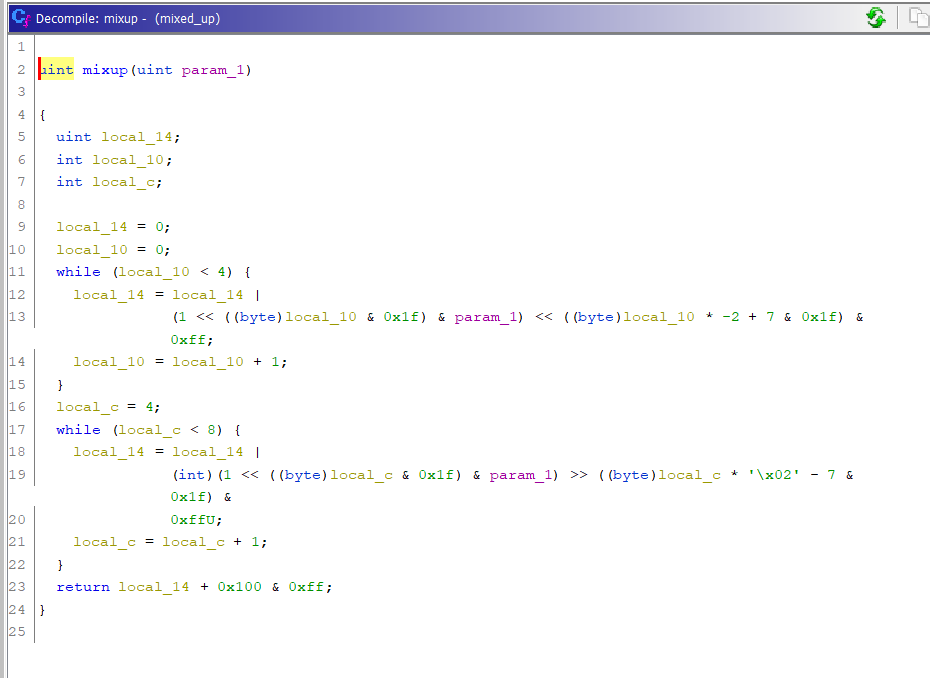 Decompile: mixup - (mixed_up)
1
2 uint mixup(uint param_1)
3
4 {
5 uint local_14;
6 int local_10;
7 int local_c;
8
9 local_14 = 0;
10 local_10 = 0;
11 while (local_10 < 4) {
12 local_14 = local_14 |
13 (1 << ((byte)local_10 & 0x1f) & param_1) << ((byte)local_10 * -2 + 7 & 0x1f) &
0xff;
14 local_10 = local_10 + 1;
15 }
16 local_c = 4;
17 while (local_c < 8) {
18 local_14 = local_14 |
19 (int)(1 << ((byte)local_c & 0x1f) & param_1) >> ((byte)local_c * '\x02' - 7 &
0x1f) &
20 0xffU;
21 local_c = local_c + 1;
22 }
23 return local_14 + 0x100 & 0xff;
24 }
25